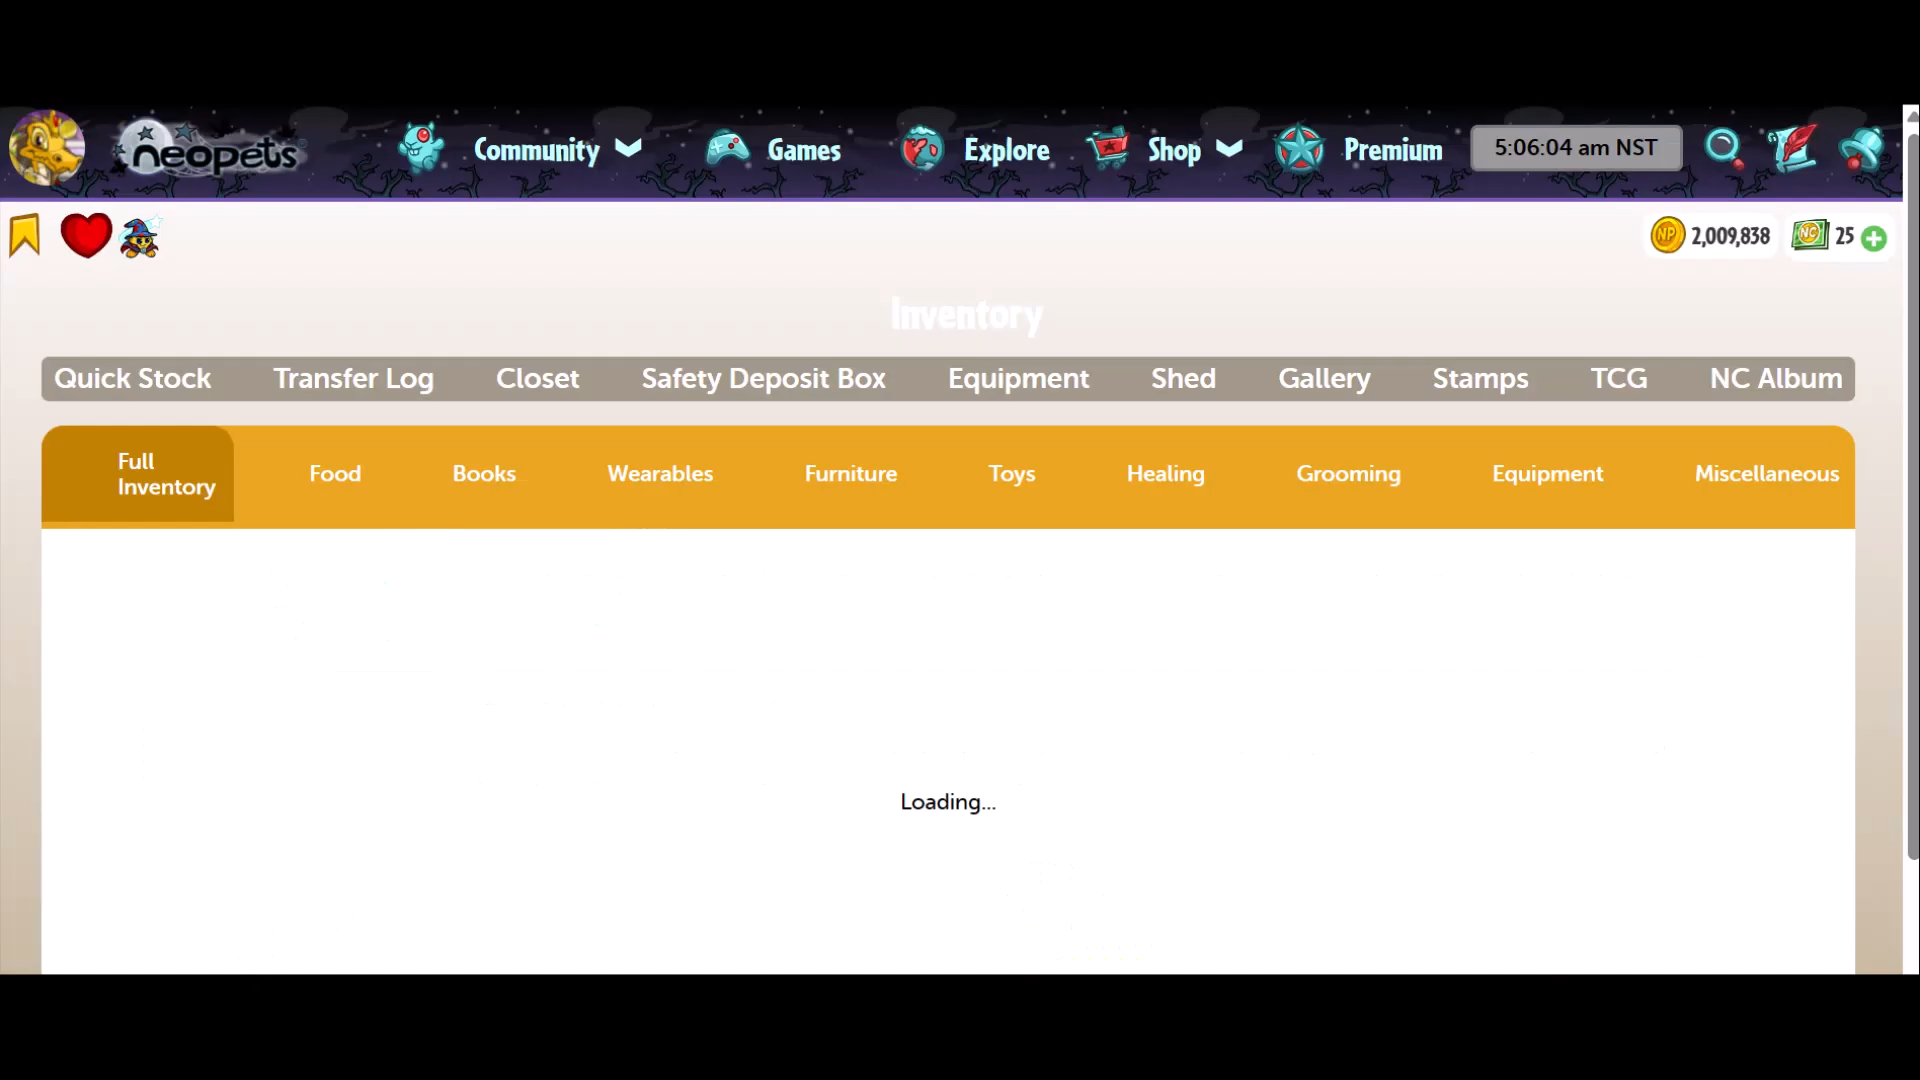 neopets
Community
Games
Explore
Shop
Premium
5:06:04 am NST
NP 2,009,838
NC 25
Inventory
Quick Stock
Transfer Log
Closet
Safety Deposit Box
Equipment
Shed
Gallery
Stamps
TCG
NC Album
Full
Inventory
Food
Books
Wearables
Furniture
Toys
Healing
Grooming
Equipment
Miscellaneous
Loading...